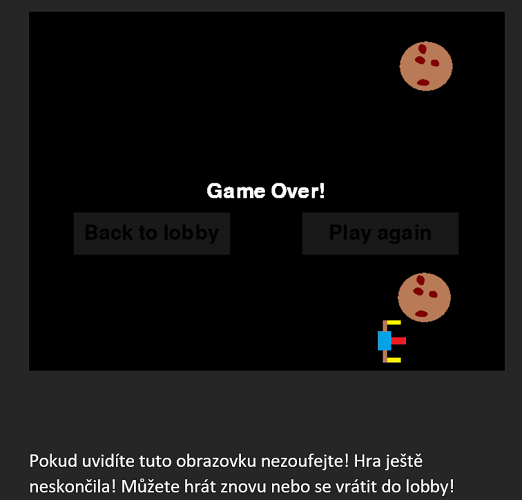 Game Over!
Back to lobby
Play again
Pokud uvidíte tuto obrazovku nezoufejte! Hra ještě
neskončila! Můžete hrát znovu nebo se vrátit do lobby!